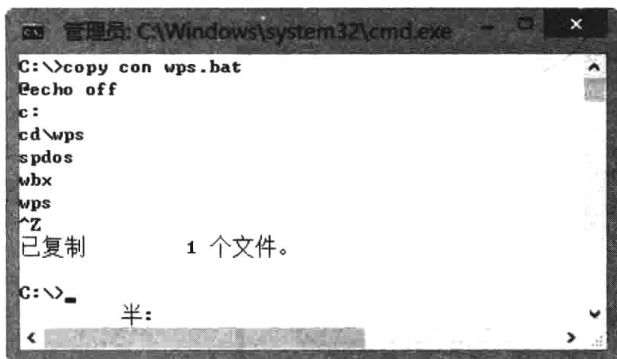 管理员: C:\Windows\system32\cmd.exe
C:\>copy con wps.bat
@echo off
c:
cd\wps
spdos
wbx
wps
^Z
已复制         1 个文件。
C:\>_
半: